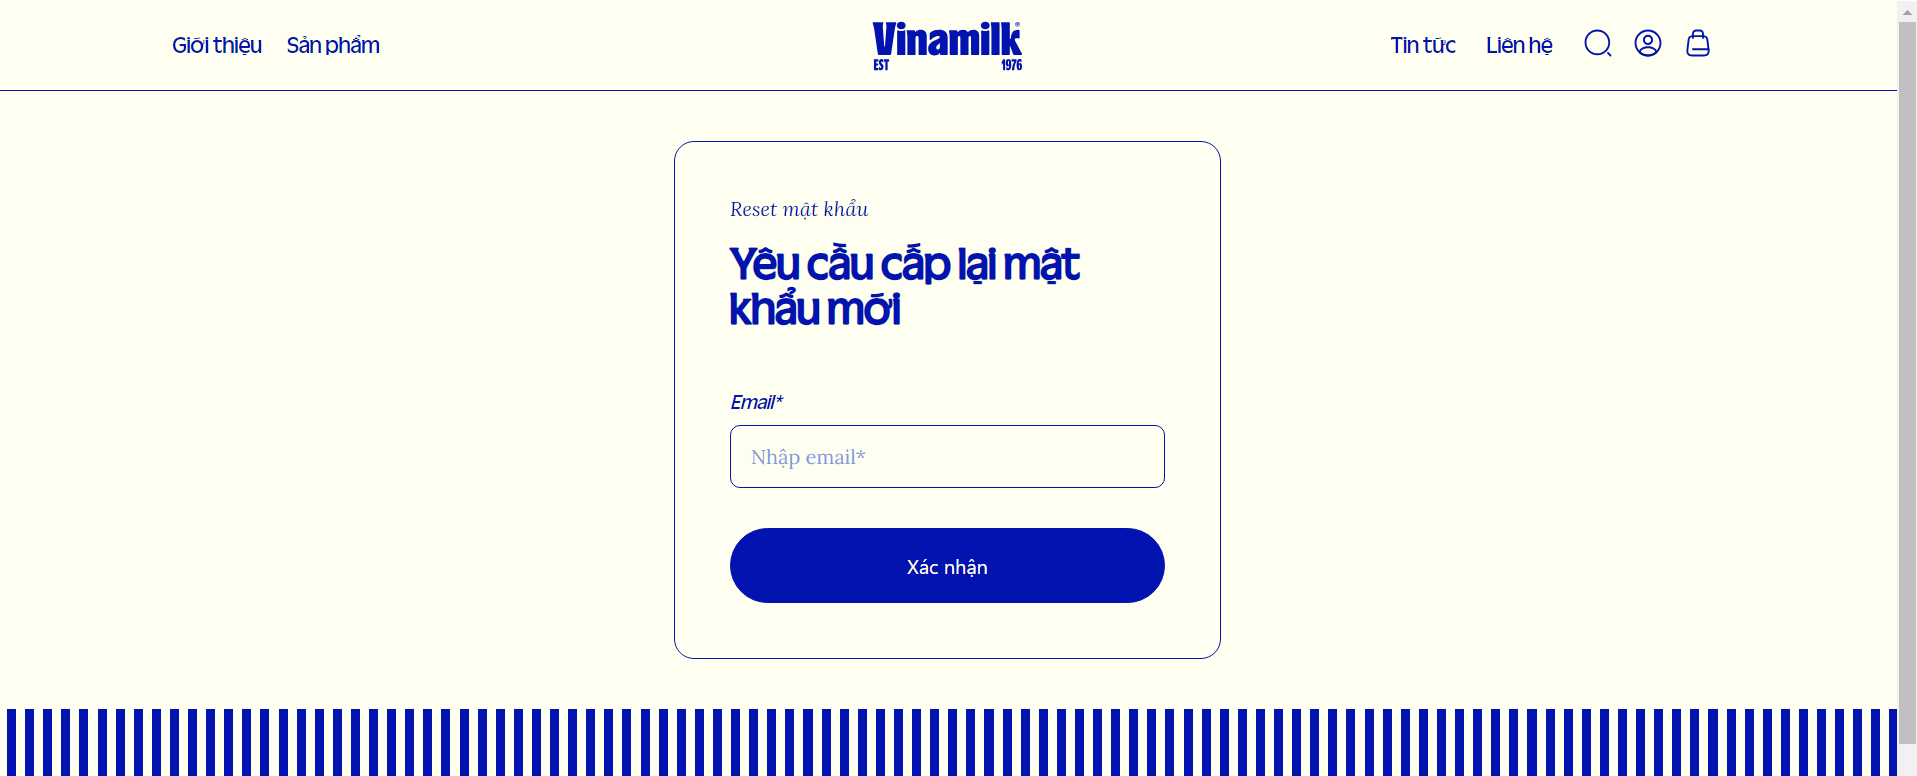 Giới thiệu
Sản phẩm
Vinamilk®
EST 1976
Tin tức
Liên hệ
Reset mật khẩu
Yêu cầu cấp lại mật
khẩu mới
Email*
Nhập email*
Xác nhận